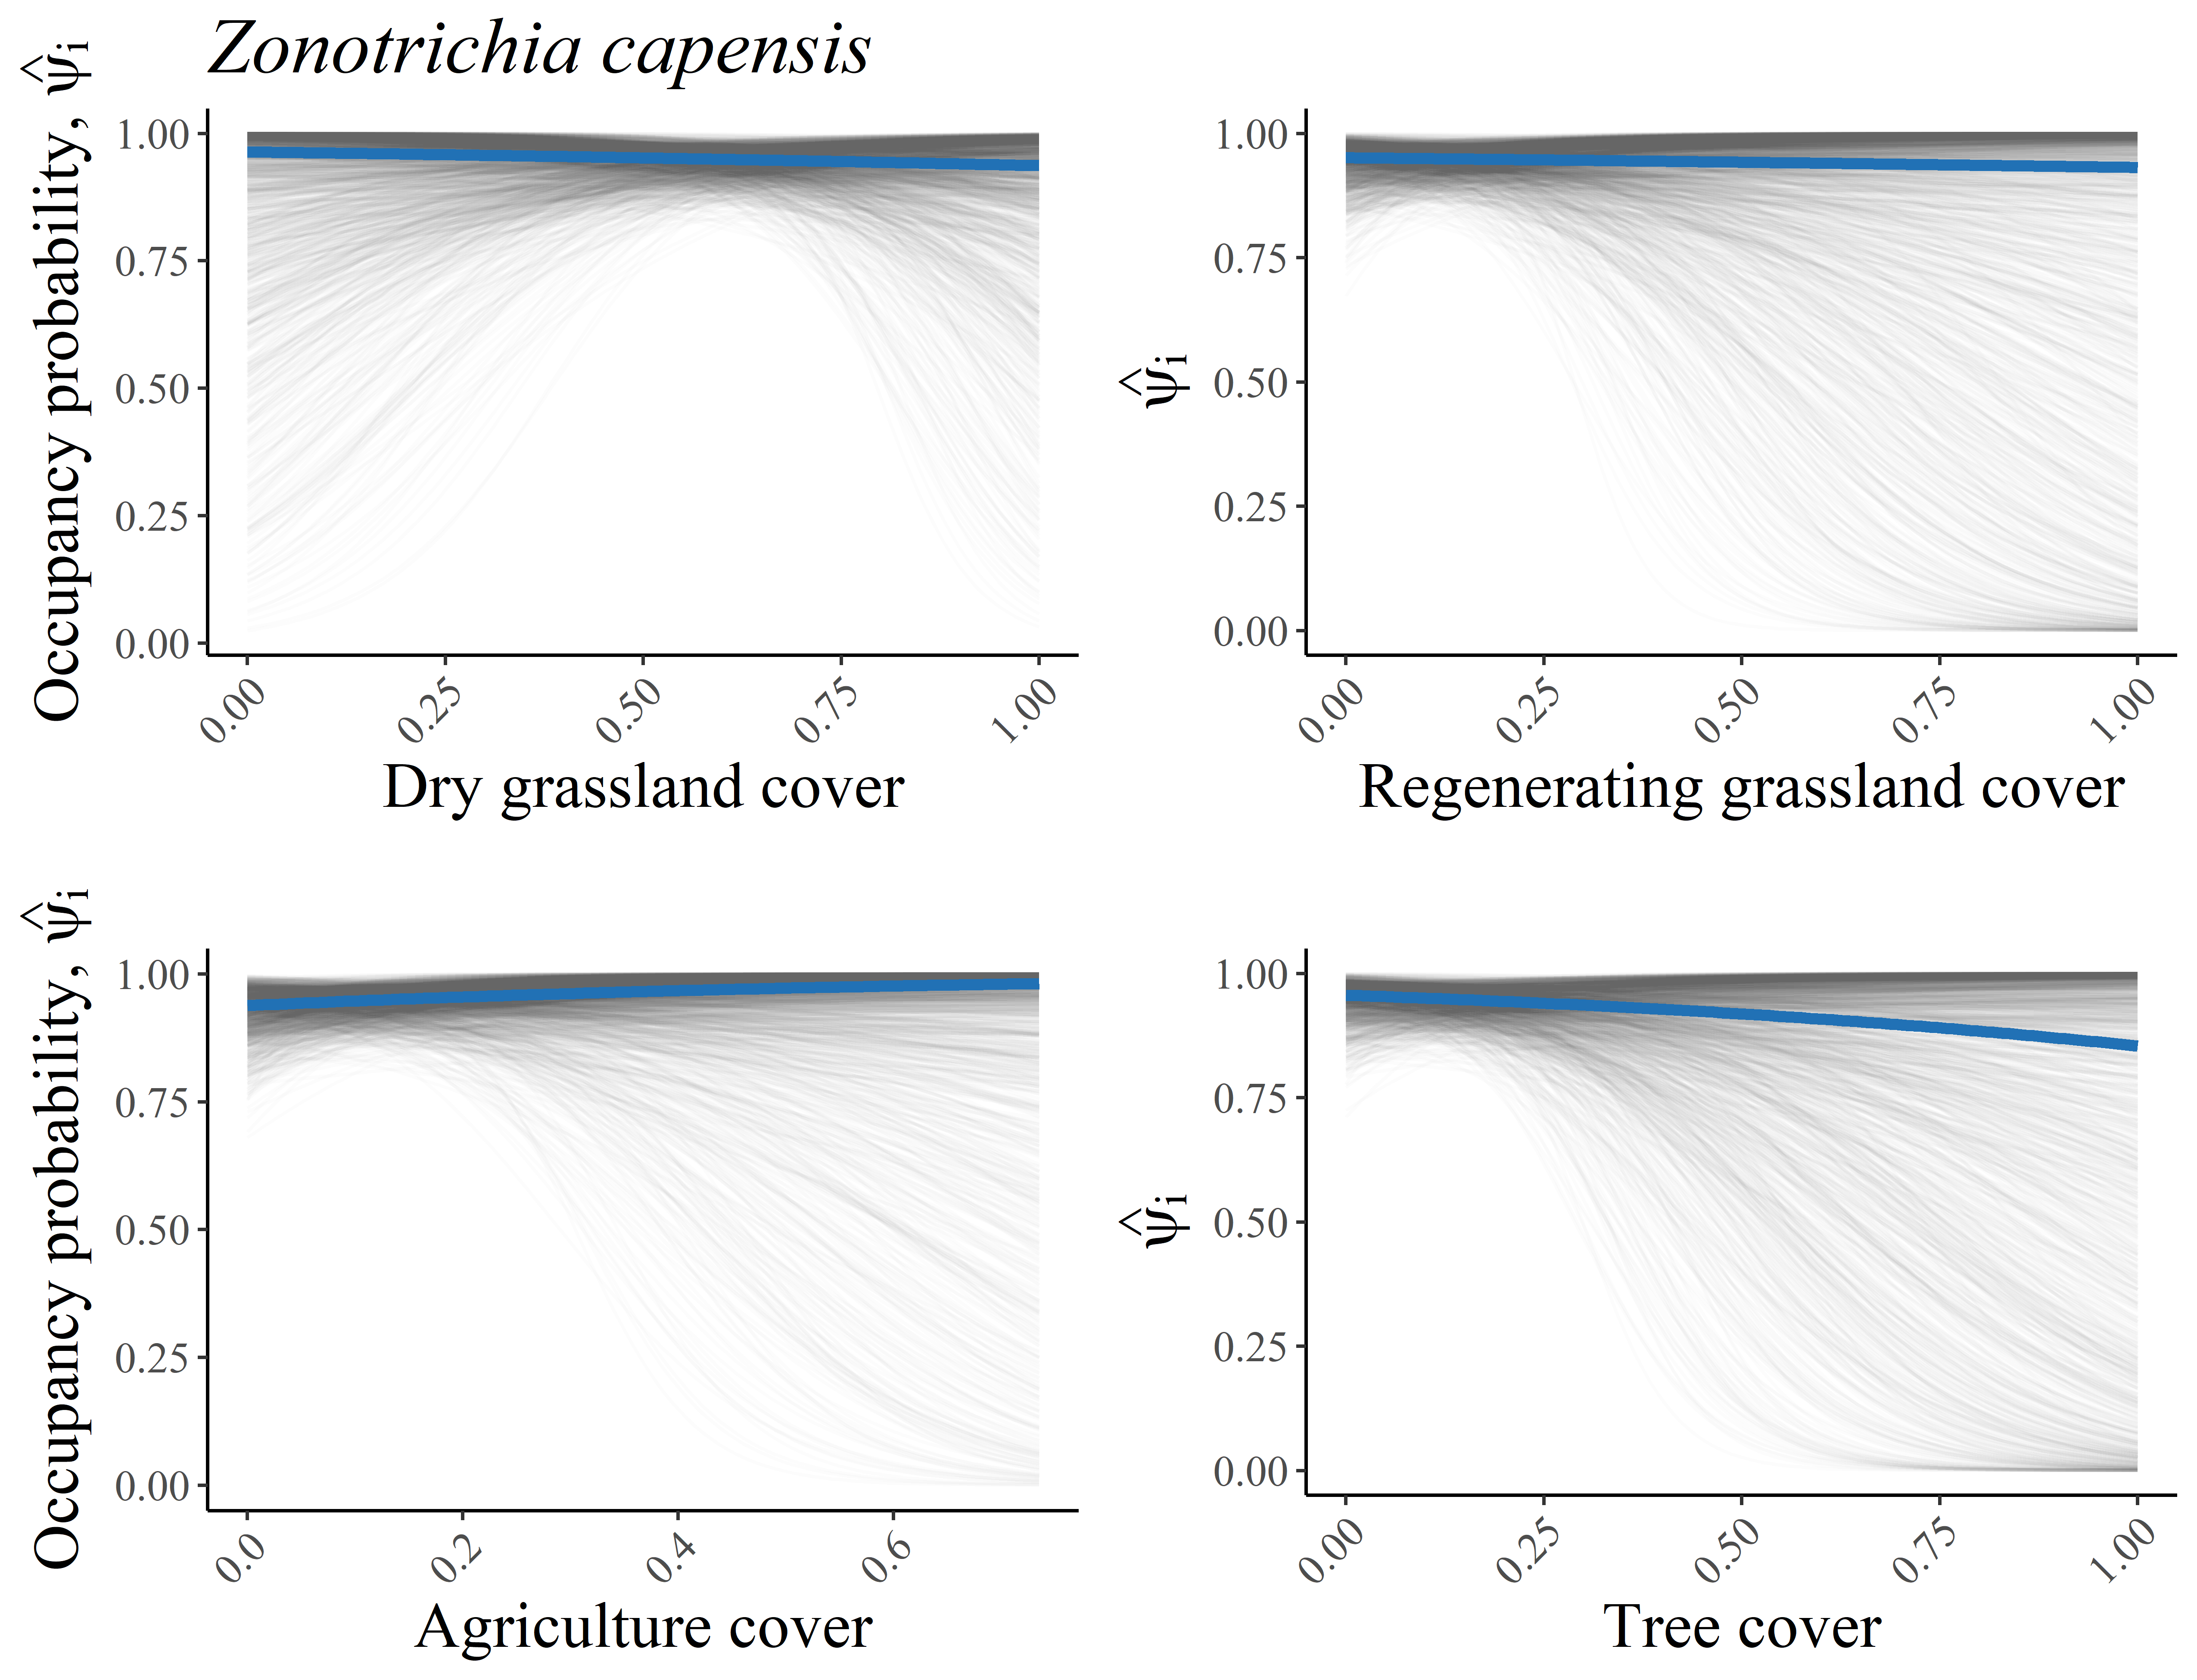 Zonotrichia capensis
Occupancy probability, ψ̂i
1.00
0.75
0.50
0.25
0.00
0.00 0.25 0.50 0.75 1.00
Dry grassland cover
ψ̂i
1.00
0.75
0.50
0.25
0.00
0.00 0.25 0.50 0.75 1.00
Regenerating grassland cover
Occupancy probability, ψ̂i
1.00
0.75
0.50
0.25
0.00
0.0 0.2 0.4 0.6
Agriculture cover
ψ̂i
1.00
0.75
0.50
0.25
0.00
0.00 0.25 0.50 0.75 1.00
Tree cover